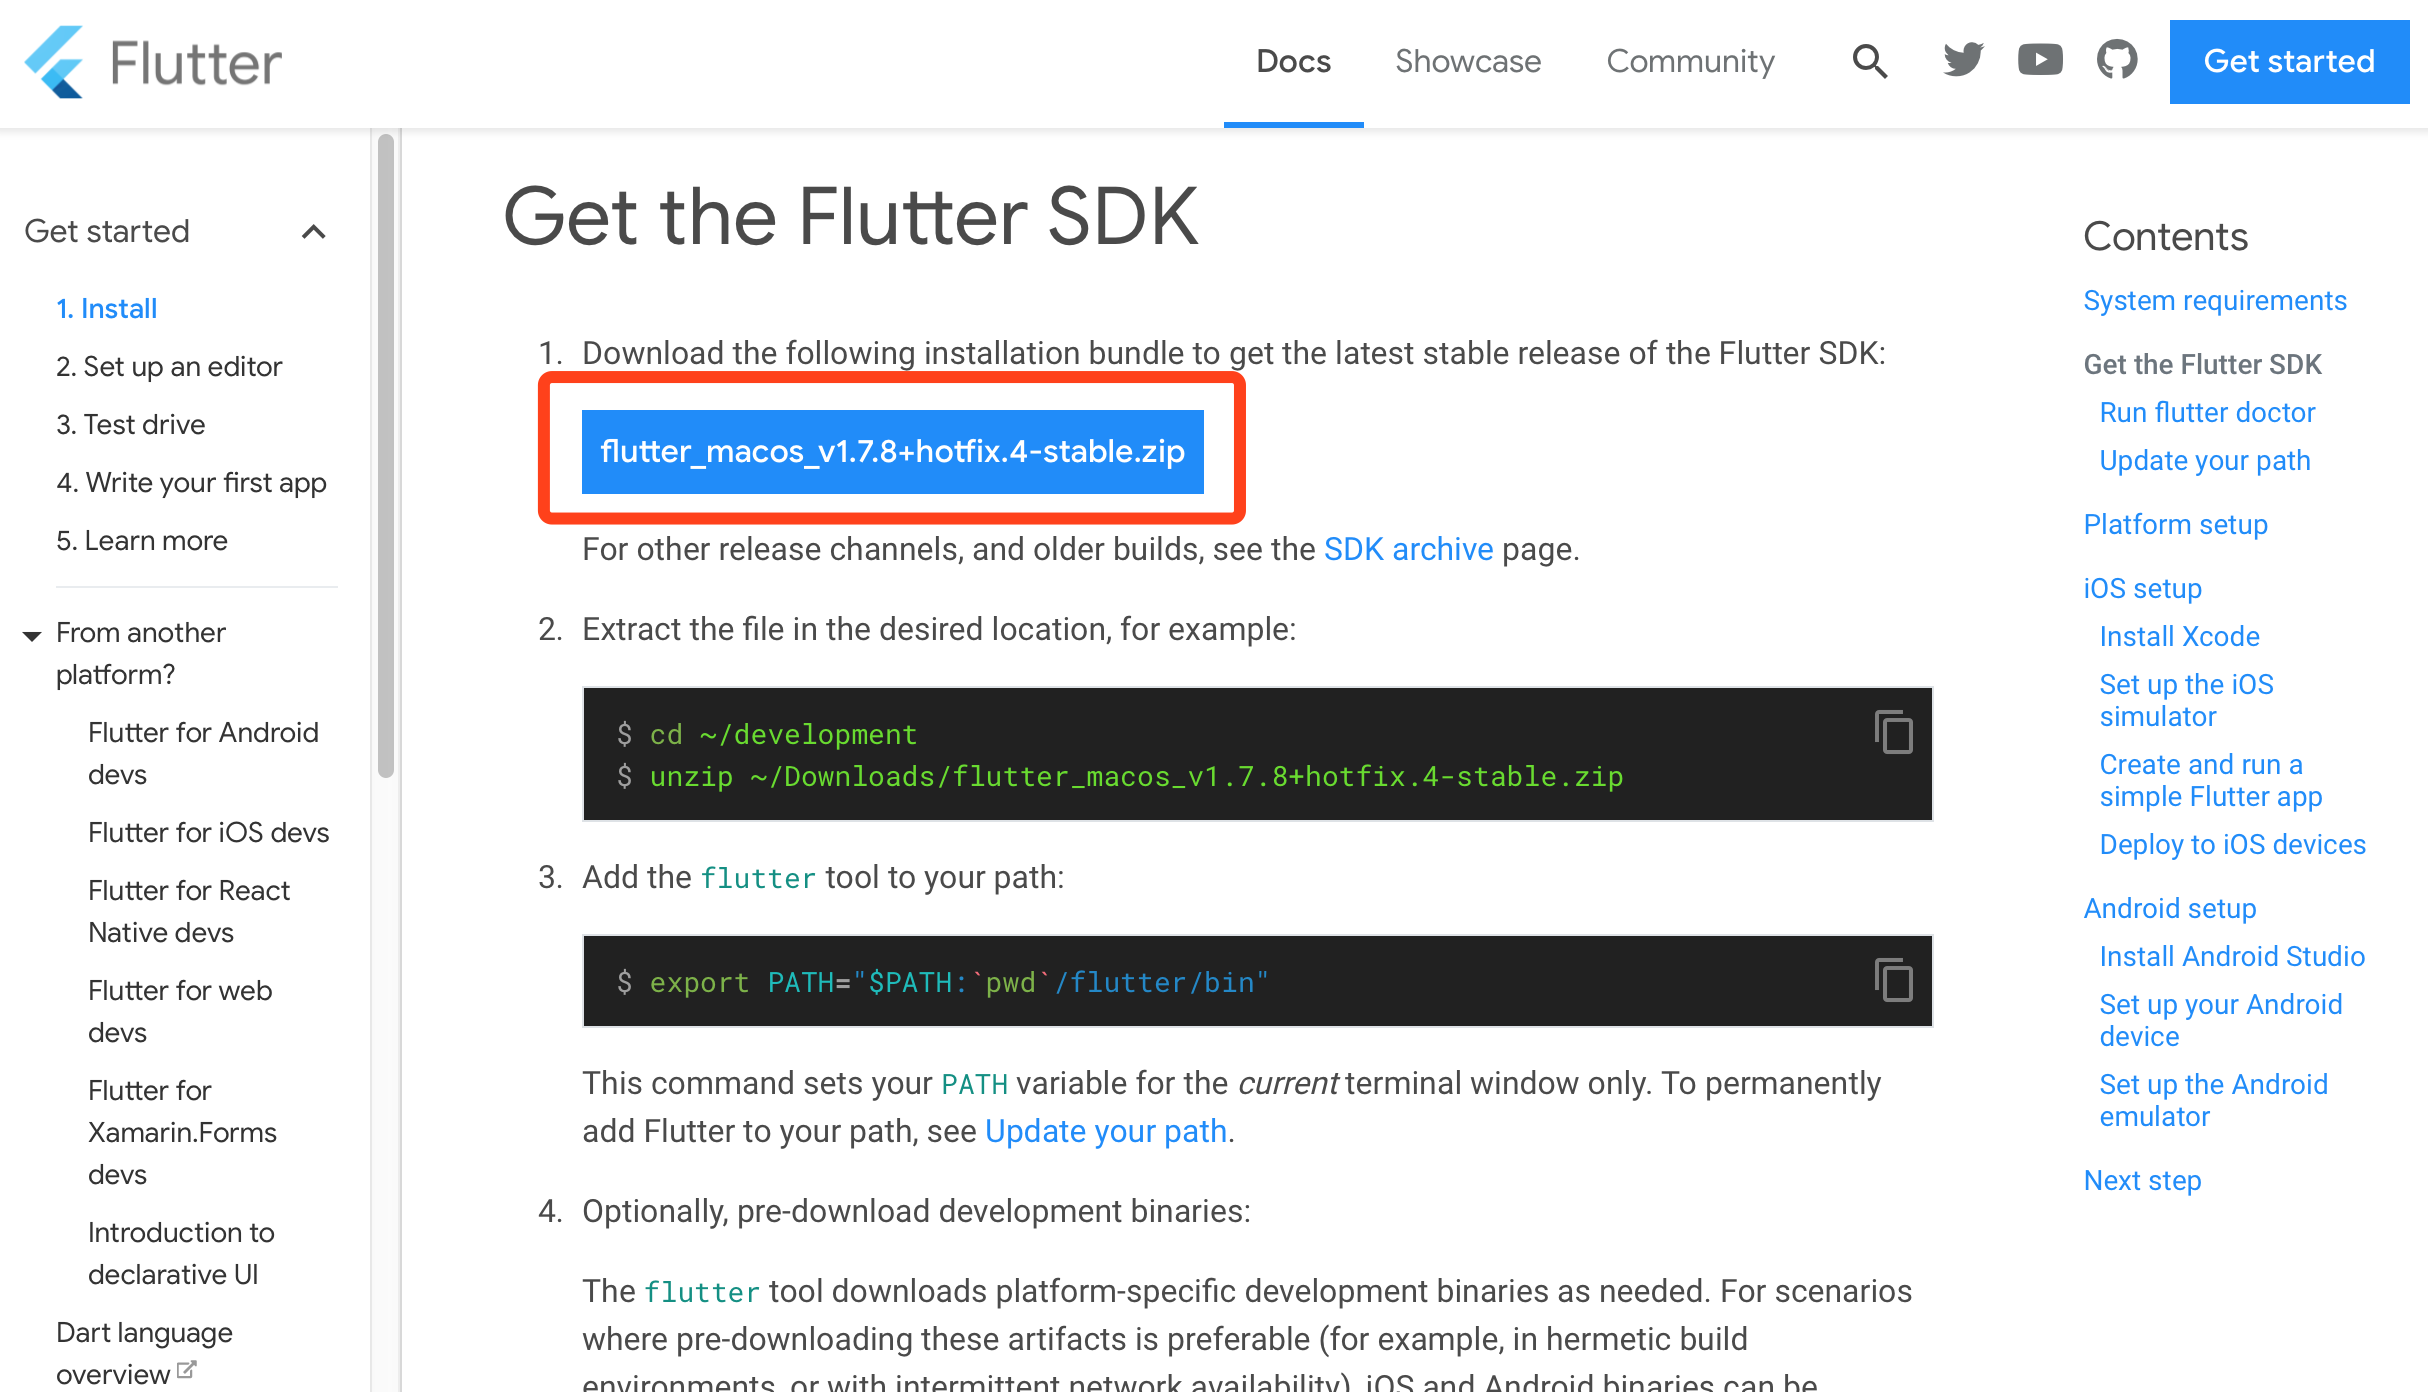 Flutter
Docs
Showcase
Community
Get started
Get started
1. Install
2. Set up an editor
3. Test drive
4. Write your first app
5. Learn more
From another
platform?
Flutter for Android
devs
Flutter for iOS devs
Flutter for React
Native devs
Flutter for web
devs
Flutter for
Xamarin.Forms
devs
Introduction to
declarative UI
Dart language
overview
Get the Flutter SDK
1. Download the following installation bundle to get the latest stable release of the Flutter SDK:
flutter_macos_v1.7.8+hotfix.4-stable.zip
For other release channels, and older builds, see the SDK archive page.
2. Extract the file in the desired location, for example:
$ cd ~/development
$ unzip ~/Downloads/flutter_macos_v1.7.8+hotfix.4-stable.zip
3. Add the flutter tool to your path:
$ export PATH="$PATH:`pwd`/flutter/bin"
This command sets your PATH variable for the current terminal window only. To permanently
add Flutter to your path, see Update your path.
4. Optionally, pre-download development binaries:
The flutter tool downloads platform-specific development binaries as needed. For scenarios
where pre-downloading these artifacts is preferable (for example, in hermetic build
environments, or with intermittent network availability), iOS and Android binaries can be
Contents
System requirements
Get the Flutter SDK
Run flutter doctor
Update your path
Platform setup
iOS setup
Install Xcode
Set up the iOS
simulator
Create and run a
simple Flutter app
Deploy to iOS devices
Android setup
Install Android Studio
Set up your Android
device
Set up the Android
emulator
Next step